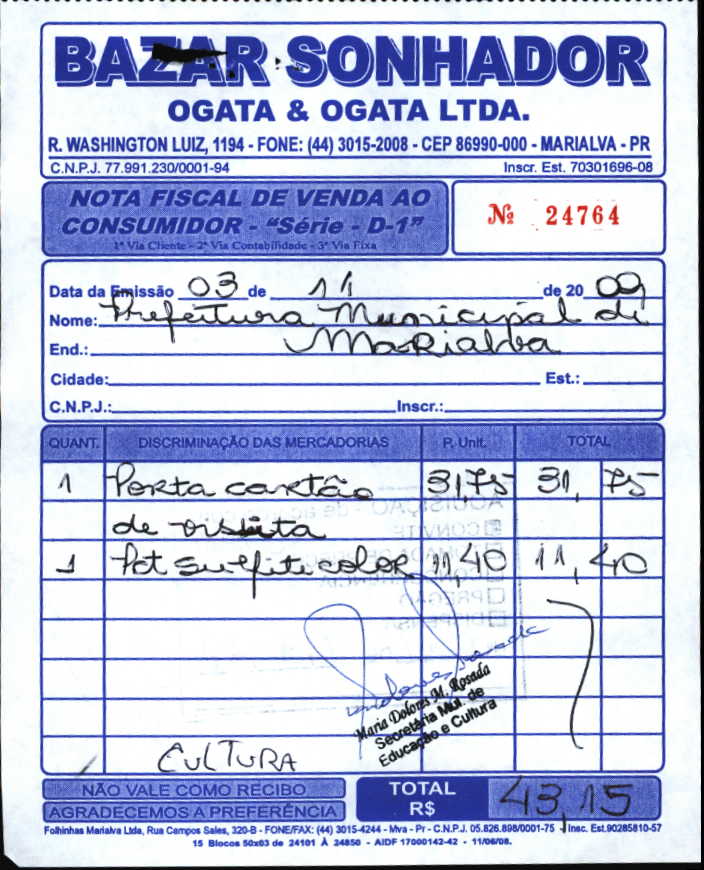 BAZAR SONHADOR
OGATA & OGATA LTDA.
R. WASHINGTON LUIZ, 1194 - FONE: (44) 3015-2008 - CEP 86990-000 - MARIALVA - PR
C.N.P.J. 77.991.230/0001-94 Inscr. Est. 70301696-08
NOTA FISCAL DE VENDA AO
CONSUMIDOR - "Série - D-1"
1ª Via Cliente - 2ª Via Contabilidade - 3ª Via Fixa
Nº 24764
Data da Emissão 03 de 11 de 20 09
Nome: Prefeitura Municipal de
End.: Marialva
Cidade: Est.:
C.N.P.J.: Inscr.:
QUANT. DISCRIMINAÇÃO DAS MERCADORIAS P. Unit. TOTAL
1 Porta cartão 31,75 31,75
de visita
1 Pct sulfite color 11,40 11,40
AQUISIÇÃO - de
CONVITE
TOMADA DE
PREGÃO
DISPENSA
Maria Dolores M. Rosada
Secretária Mul. de
Educação e Cultura
CULTURA
NÃO VALE COMO RECIBO
AGRADECEMOS A PREFERÊNCIA
TOTAL
R$ 43,15
Folhinhas Marialva Ltda, Rua Campos Sales, 320-B - FONE/FAX: (44) 3015-4244 - Mva - Pr - C.N.P.J. 05.826.898/0001-75 - Insc. Est.90285810-57
15 Blocos 50x03 de 24101 À 24850 - AIDF 17000142-42 - 11/06/08.